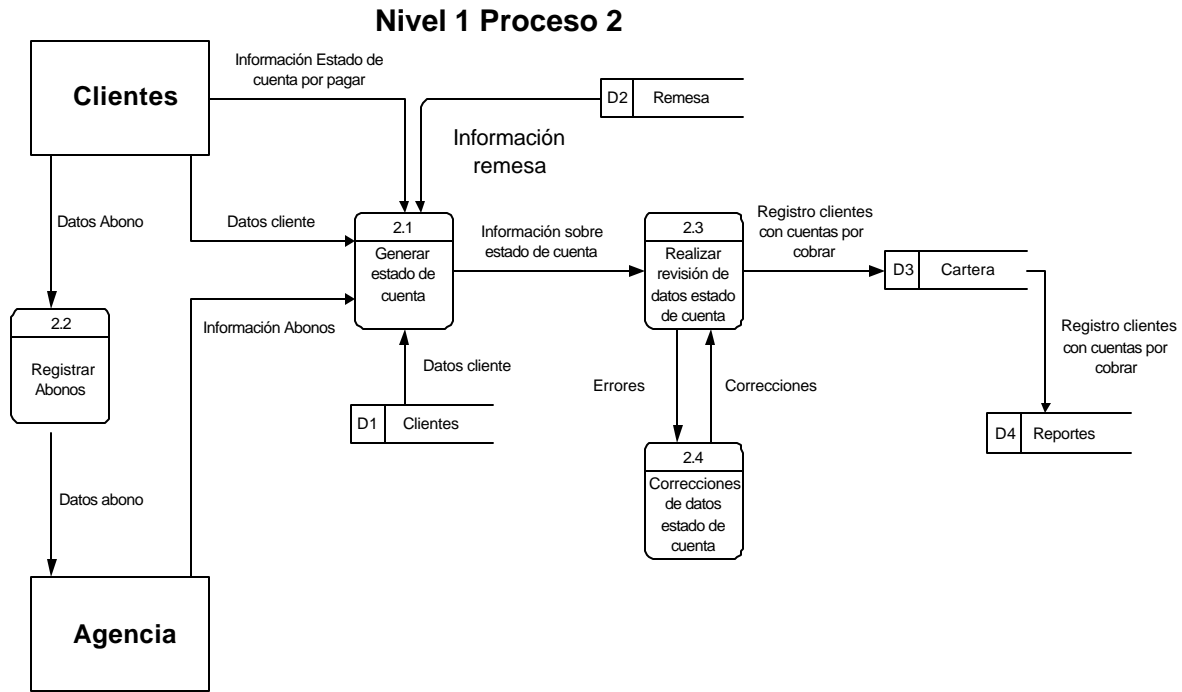 Nivel 1 Proceso 2
Clientes
Información Estado de
cuenta por pagar
D2
Remesa
Información
remesa
Datos Abono
Datos cliente
2.1
Generar
estado de
cuenta
Información sobre
estado de cuenta
2.3
Realizar
revisión de
datos estado
de cuenta
Registro clientes
con cuentas por
cobrar
D3
Cartera
2.2
Registrar
Abonos
Información Abonos
Datos cliente
D1
Clientes
Errores
Correcciones
Registro clientes
con cuentas por
cobrar
D4
Reportes
2.4
Correcciones
de datos
estado de
cuenta
Datos abono
Agencia